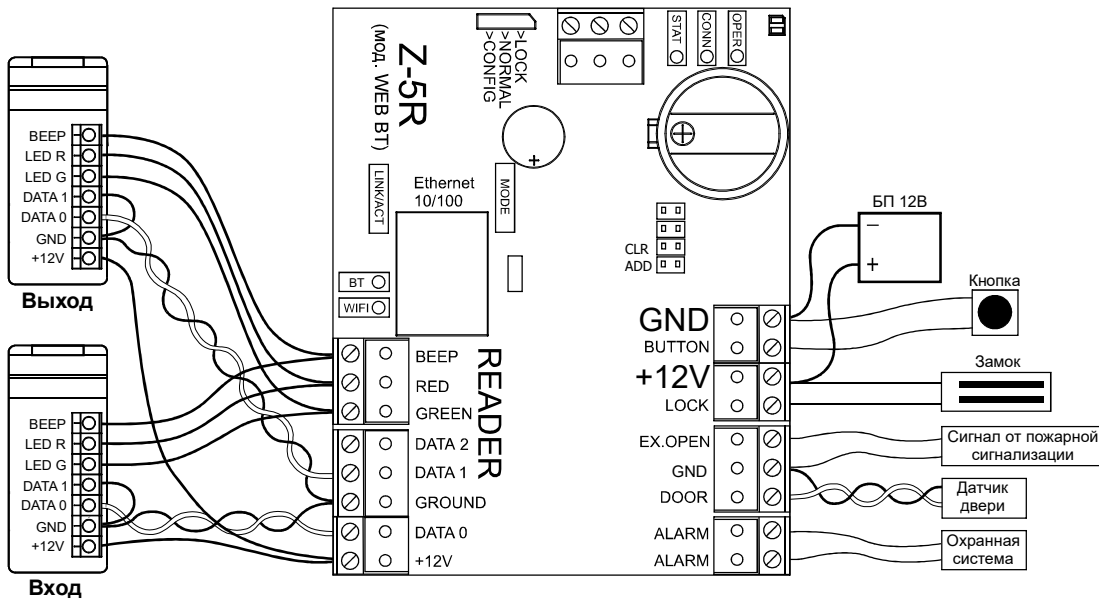 BEEP
LED R
LED G
DATA 1
DATA 0
GND
+12V
Выход
BEEP
LED R
LED G
DATA 1
DATA 0
GND
+12V
Вход
Z-5R
(мод. WEB BT)
>LOCK
>NORMAL
>CONFIG
STAT
CONN
OPER
LINK/ACT
Ethernet
10/100
MODE
CLR
ADD
BT
WIFI
READER
BEEP
RED
GREEN
DATA 2
DATA 1
GROUND
DATA 0
+12V
GND
BUTTON
+12V
LOCK
EX.OPEN
GND
DOOR
ALARM
ALARM
БП 12В
−
+
Кнопка
Замок
Сигнал от пожарной
сигнализации
Датчик
двери
Охранная
система
+